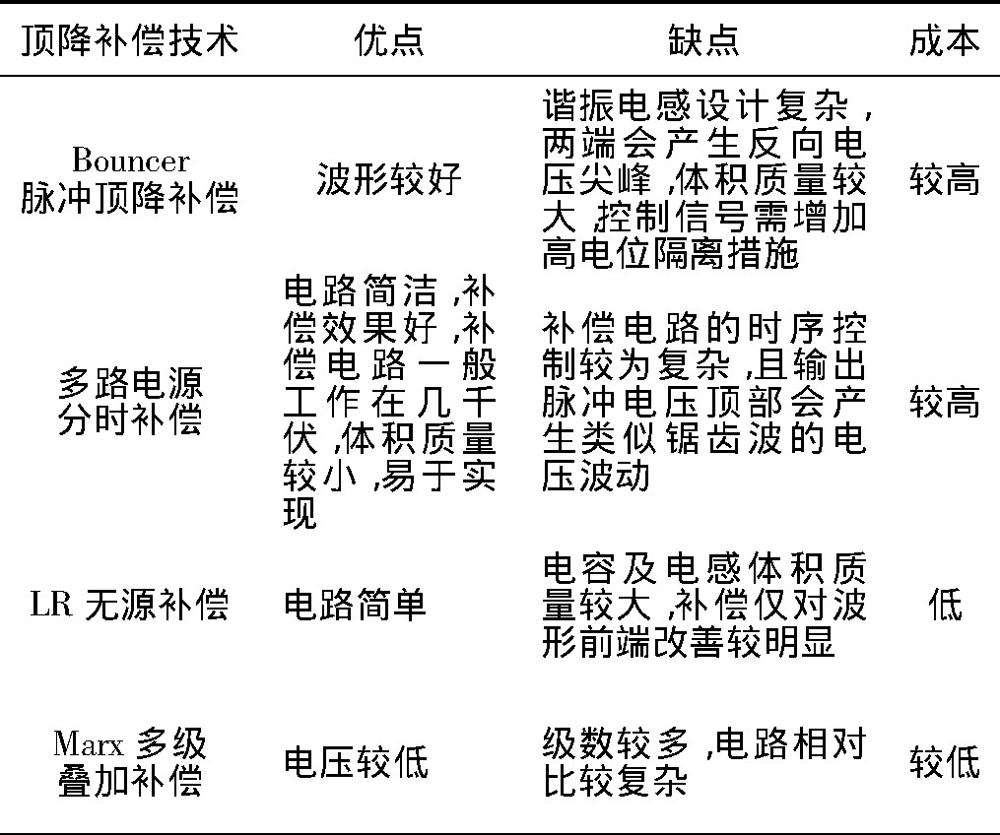 顶降补偿技术 优点 缺点 成本
Bouncer
脉冲顶降补偿
波形较好
谐振电感设计复杂,
两端会产生反向电
压尖峰,体积质量较
大,控制信号需增加
高电位隔离措施
较高
多路电源
分时补偿
电路简洁,补
偿效果好,补
偿电路一般
工作在几千
伏,体积质量
较小,易于实
现
补偿电路的时序控
制较为复杂,且输出
脉冲电压顶部会产
生类似锯齿波的电
压波动
较高
LR 无源补偿
电路简单
电容及电感体积质
量较大,补偿仅对波
形前端改善较明显
低
Marx 多级
叠加补偿
电压较低
级数较多,电路相对
比较复杂
较低